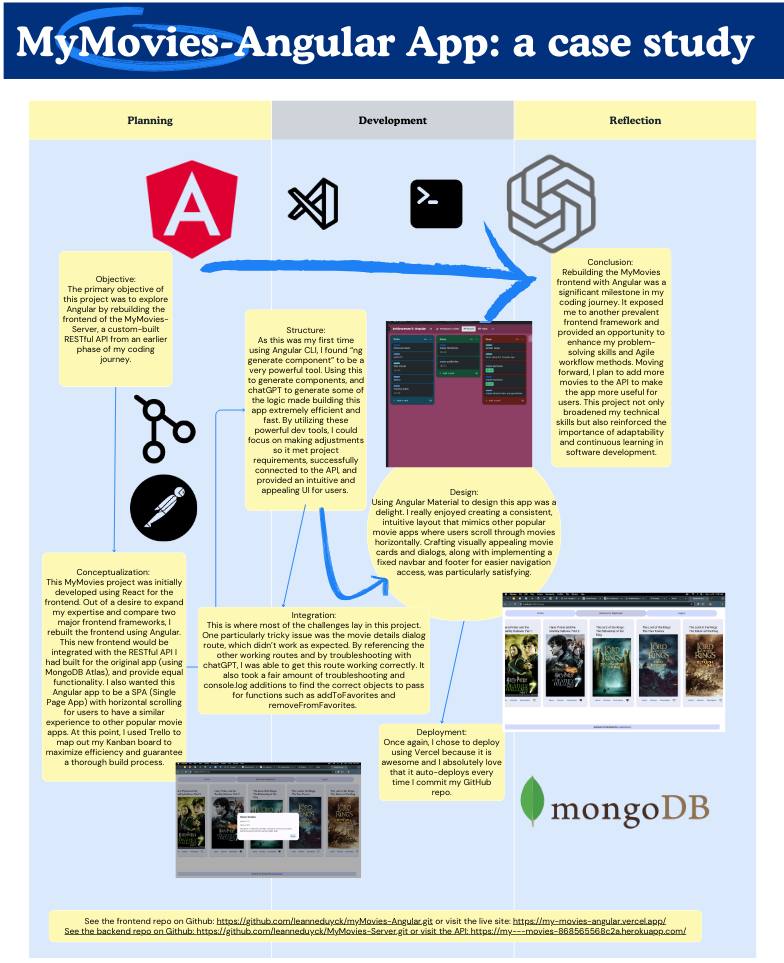 MyMovies-Angular App: a case study
Planning
Development
Reflection
Objective:
The primary objective of
this project was to explore
Angular by rebuilding the
frontend of the MyMovies-
Server, a custom-built
RESTful API from an earlier
phase of my coding
journey.
Structure:
As this was my first time
using Angular CLI, I found "ng
generate component" to be a
very powerful tool. Using this
to generate components, and
chatGPT to generate some of
the logic made building this
app extremely efficient and
fast. By utilizing these
powerful dev tools, I could
focus on making adjustments
so it met project
requirements, successfully
connected to the API, and
provided an intuitive and
appealing UI for users.
Conclusion:
Rebuilding the MyMovies
frontend with Angular was a
significant milestone in my
coding journey. It exposed
me to another prevalent
frontend framework and
provided an opportunity to
enhance my problem-
solving skills and Agile
workflow methods. Moving
forward, I plan to add more
movies to the API to make
the app more useful for
users. This project not only
broadened my technical
skills but also reinforced the
importance of adaptability
and continuous learning in
software development.
Design:
Using Angular Material to design this app was a
delight. I really enjoyed creating a consistent,
intuitive layout that mimics other popular
movie apps where users scroll through movies
horizontally. Crafting visually appealing movie
cards and dialogs, along with implementing a
fixed navbar and footer for easier navigation
access, was particularly satisfying.
Conceptualization:
This MyMovies project was initially
developed using React for the
frontend. Out of a desire to expand
my expertise and compare two
major frontend frameworks, I
rebuilt the frontend using Angular.
This new frontend would be
integrated with the RESTful API I
had built for the original app (using
MongoDB Atlas), and provide equal
functionality. I also wanted this
Angular app to be a SPA (Single
Page App) with horizontal scrolling
for users to have a similar
experience to other popular movie
apps. At this point, I used Trello to
map out my Kanban board to
maximize efficiency and guarantee
a thorough build process.
Integration:
This is where most of the challenges lay in this project.
One particularly tricky issue was the movie details dialog
route, which didn't work as expected. By referencing the
other working routes and by troubleshooting with
chatGPT, I was able to get this route working correctly. It
also took a fair amount of troubleshooting and
console.log additions to find the correct objects to pass
for functions such as addToFavorites and
removeFromFavorites.
Deployment:
Once again, I chose to deploy
using Vercel because it is
awesome and I absolutely love
that it auto-deploys every
time I commit my GitHub
repo.
mongoDB
See the frontend repo on Github: https://github.com/leanneduyck/myMovies-Angular.git or visit the live site: https://my-movies-angular.vercel.app/
See the backend repo on Github: https://github.com/leanneduyck/MyMovies-Server.git or visit the API: https://my---movies-868565568c2a.herokuapp.com/